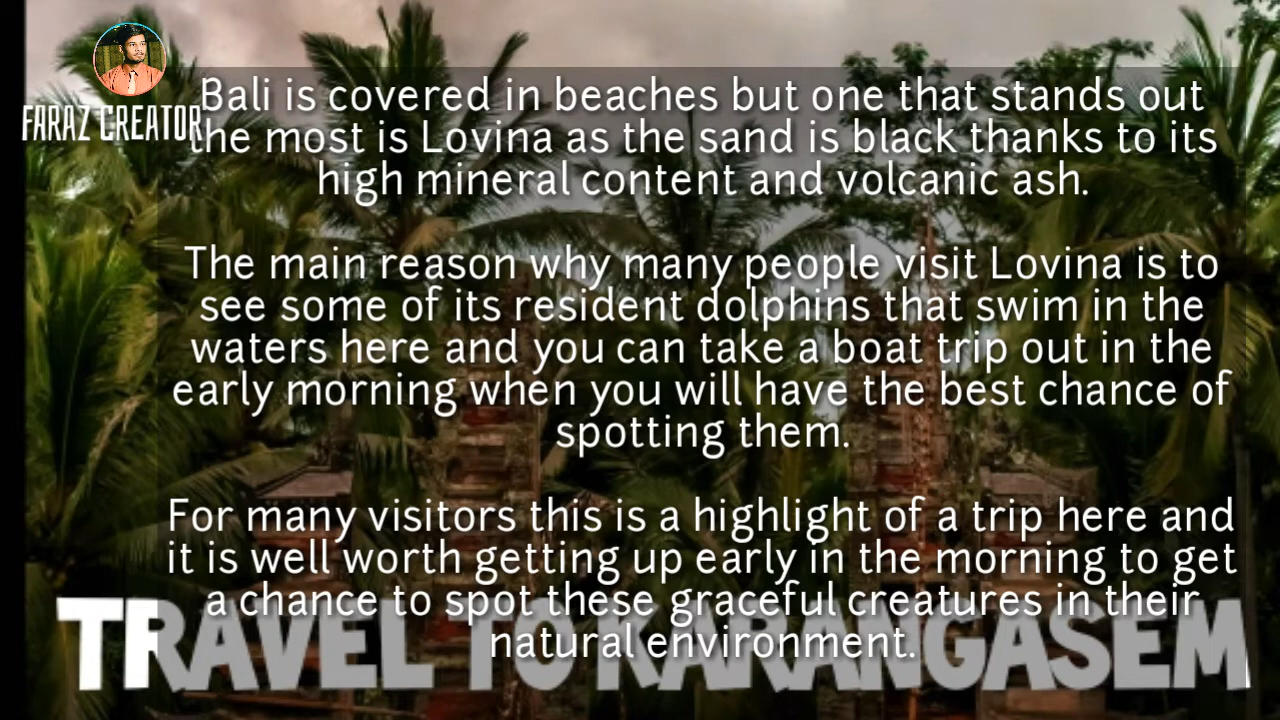 FARAZ CREATOR
Bali is covered in beaches but one that stands out
the most is Lovina as the sand is black thanks to its
high mineral content and volcanic ash.
The main reason why many people visit Lovina is to
see some of its resident dolphins that swim in the
waters here and you can take a boat trip out in the
early morning when you will have the best chance of
spotting them.
For many visitors this is a highlight of a trip here and
it is well worth getting up early in the morning to get
a chance to spot these graceful creatures in their
natural environment.
TRAVEL TO KARANGASEM